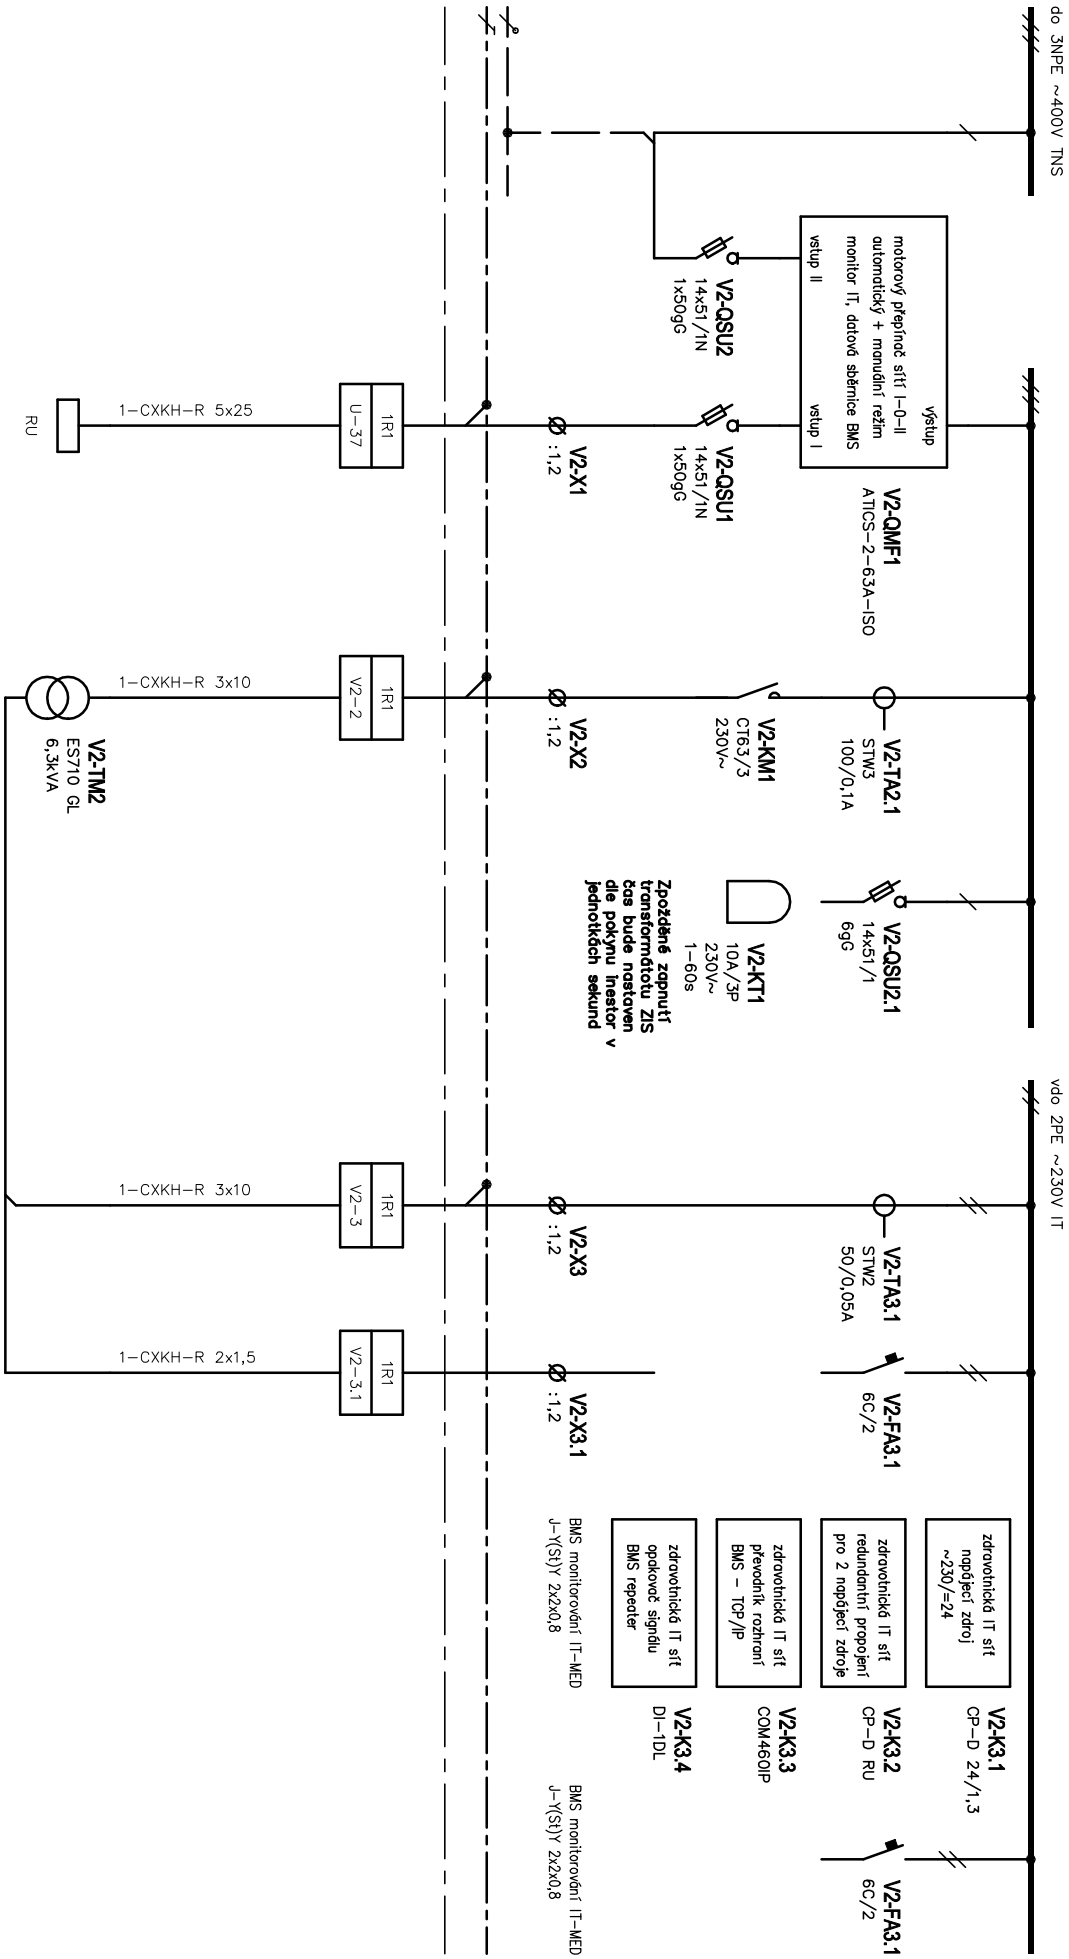 do 3NPE ~400V TNS
motorový přepínač sítí I-0-II
automatický + manuální režim
monitor IT, datová sběrnice BMS
výstup
vstup II
vstup I
V2-QMF1
ATICS-2-63A-ISO
V2-QSU2
14x51/1N
1x50gG
V2-QSU1
14x51/1N
1x50gG
V2-X1
:1,2
1R1
U-37
1-CXKH-R 5x25
RU
V2-TA2.1
STW3
100/0,1A
V2-KM1
CT63/3
230V~
V2-X2
:1,2
1R1
V2-2
1-CXKH-R 3x10
V2-TM2
ES710 GL
6,3kVA
V2-QSU2.1
14x51/1
6gG
V2-KT1
10A/3P
230V~
1-60s
Zpožděné zapnutí
transformátotu ZIS
čas bude nastaven
dle pokynu inestor v
jednotkách sekund
vdo 2PE ~230V IT
V2-TA3.1
STW2
50/0,05A
V2-X3
:1,2
1R1
V2-3
1-CXKH-R 3x10
V2-FA3.1
6C/2
V2-X3.1
:1,2
1R1
V2-3.1
1-CXKH-R 2x1,5
zdravotnická IT síť
napájecí zdroj
~230/=24
V2-K3.1
CP-D 24/1,3
zdravotnická IT síť
redundantní propojení
pro 2 napájecí zdroje
V2-K3.2
CP-D RU
zdravotnická IT síť
převodník rozhraní
BMS - TCP/IP
V2-K3.3
COM460IP
zdravotnická IT síť
opakovač signálu
BMS repeater
V2-K3.4
DI-1DL
BMS monitorování IT-MED
J-Y(St)Y 2x2x0,8
V2-FA3.1
6C/2
BMS monitorování IT-MED
J-Y(St)Y 2x2x0,8